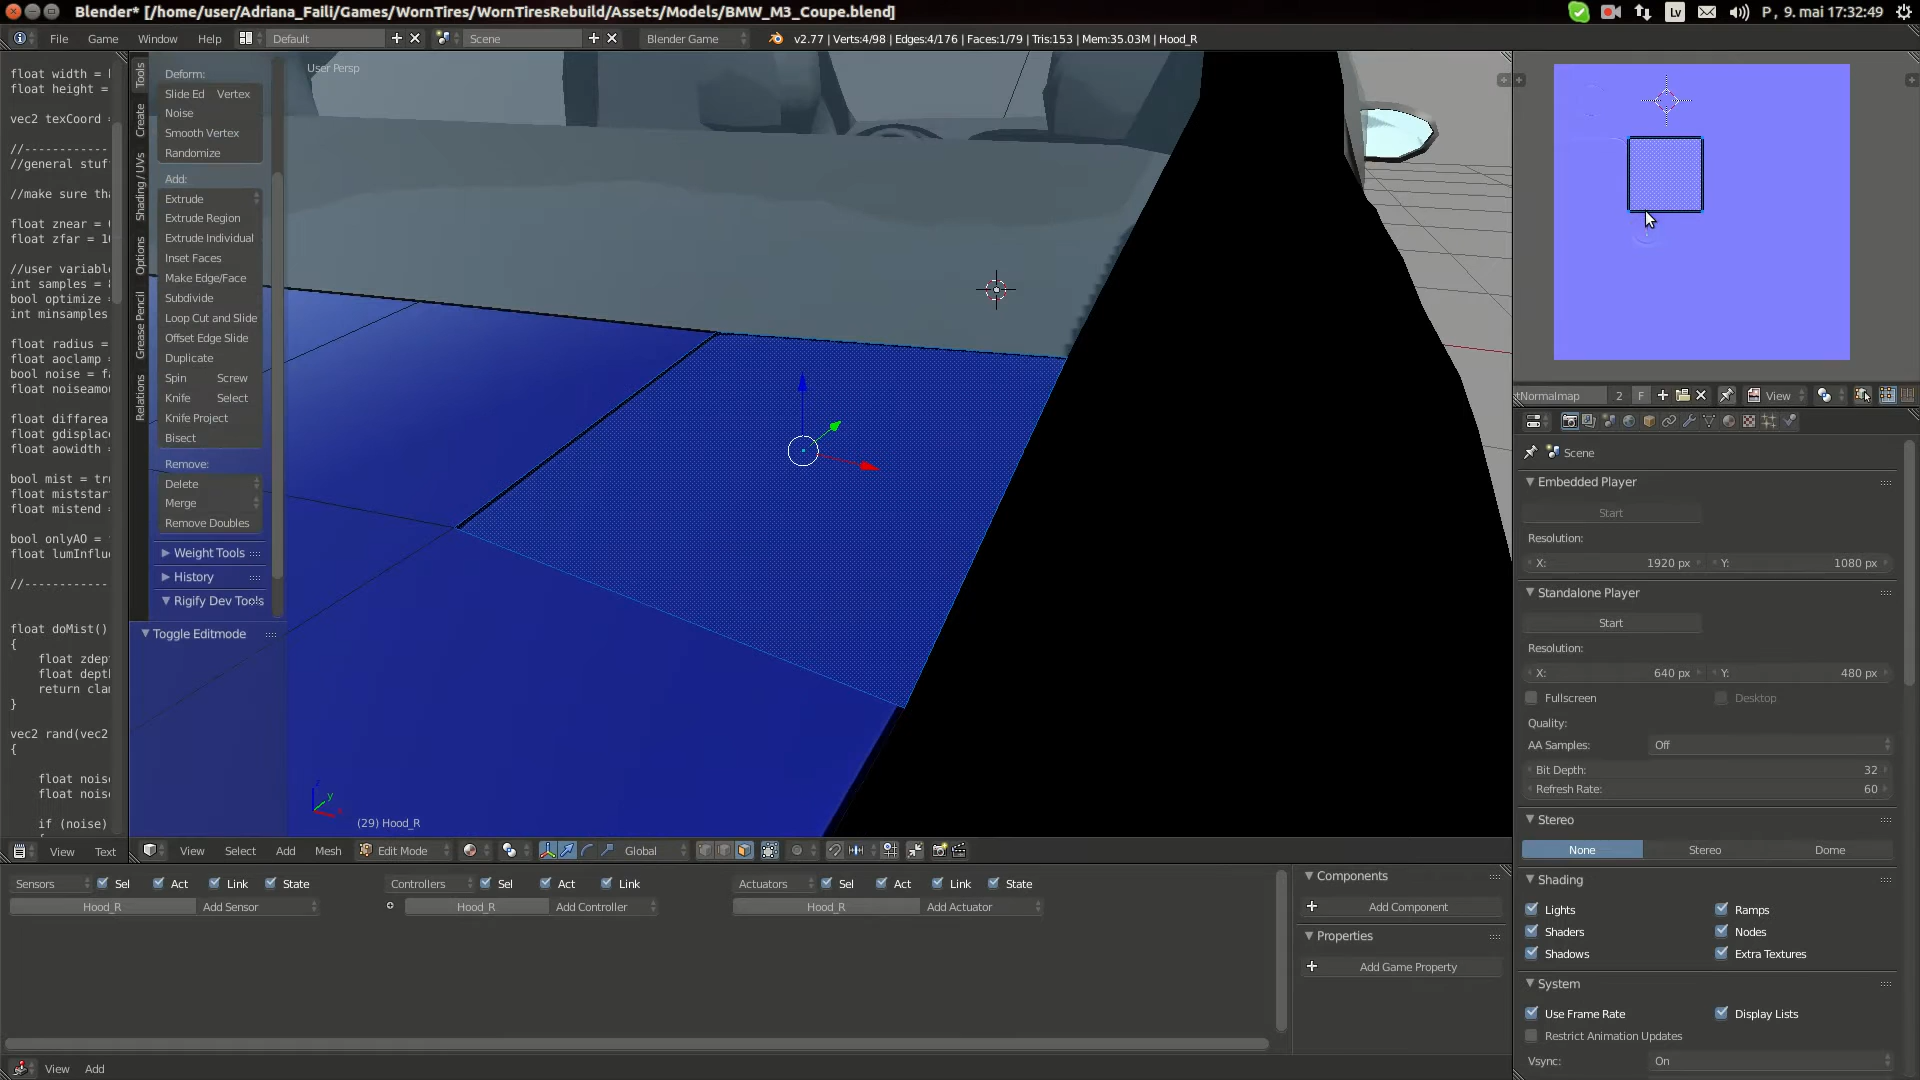 Blender* [/home/user/Adriana_Faili/Games/WornTires/WornTiresRebuild/Assets/Models/BMW_M3_Coupe.blend]
Lv
P , 9. mai 17:32:49
File Game Window Help
Default
Scene
Blender Game
v2.77 | Verts:4/98 | Edges:4/176 | Faces:1/79 | Tris:153 | Mem:35.03M | Hood_R
float width =
float height =
vec2 texCoord =
//------------
//general stuf
//make sure tha
float znear =
float zfar = 1
//user variabl
int samples =
bool optimize =
int minsamples
float radius =
float aoclamp =
bool noise = fa
float noiseamo
float diffarea
float gdisplace
float aowidth =
bool mist = tru
float miststar
float mistend =
bool onlyAO =
float lumInflue
//------------
float doMist()
{
float zdep
float depth
return clam
}
vec2 rand(vec2
{
float noise
float noise
if (noise)
View Text
Tools
Create
Shading / UVs
Options
Grease Pencil
Relations
Deform:
Slide Ed Vertex
Noise
Smooth Vertex
Randomize
Add:
Extrude
Extrude Region
Extrude Individual
Inset Faces
Make Edge/Face
Subdivide
Loop Cut and Slide
Offset Edge Slide
Duplicate
Spin Screw
Knife Select
Knife Project
Bisect
Remove:
Delete
Merge
Remove Doubles
Weight Tools
History
Rigify Dev Tools
Toggle Editmode
User Persp
z
y
(29) Hood_R
View Select Add Mesh
Edit Mode
Global
tNormalmap
2
F
View
Scene
Embedded Player
Start
Resolution:
X: 1920 px
Y: 1080 px
Standalone Player
Start
Resolution:
X: 640 px
Y: 480 px
Fullscreen
Desktop
Quality:
AA Samples:
Off
Bit Depth: 32
Refresh Rate: 60
Stereo
None Stereo Dome
Shading
Lights Ramps
Shaders Nodes
Shadows Extra Textures
System
Use Frame Rate Display Lists
Restrict Animation Updates
Vsync: On
Sensors
Sel Act Link State
Hood_R Add Sensor
Controllers
Sel Act Link
Hood_R Add Controller
Actuators
Sel Act Link State
Hood_R Add Actuator
Components
Add Component
Properties
Add Game Property
View Add